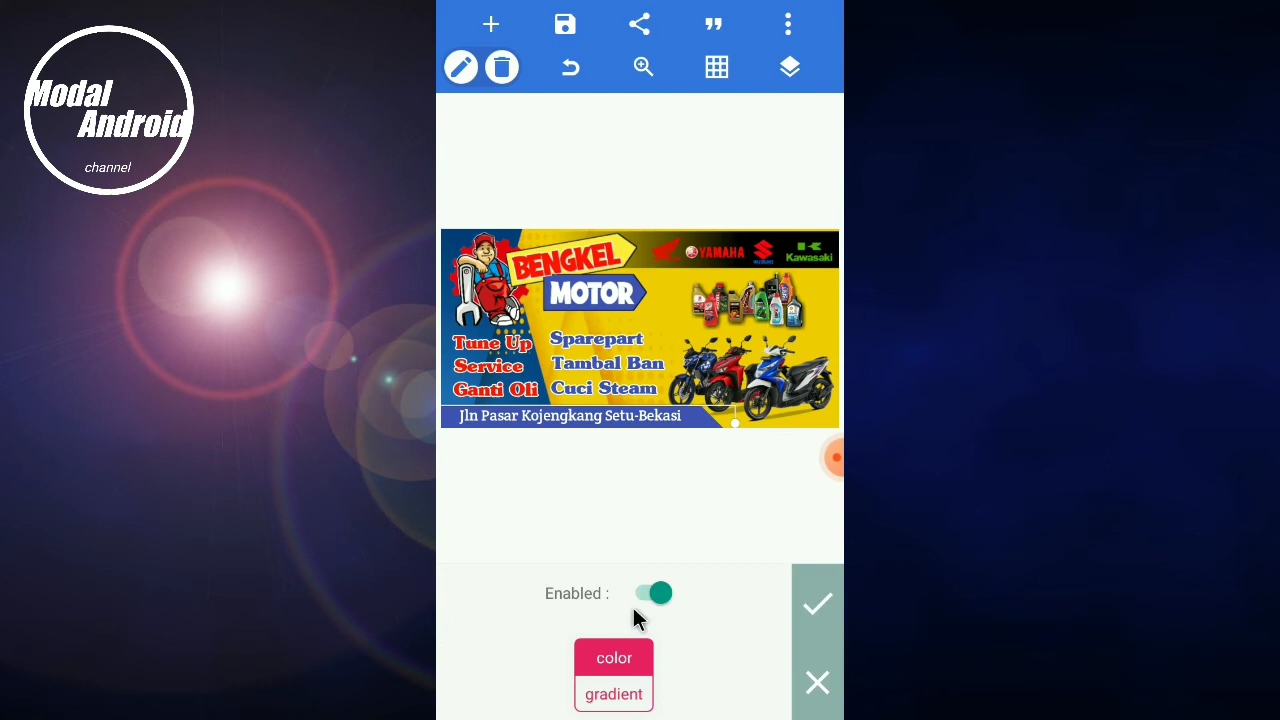 Modal
Android
channel
BENGKEL
MOTOR
YAMAHA
SUZUKI
Kawasaki
Tune Up
Service
Ganti Oli
Sparepart
Tambal Ban
Cuci Steam
Jln Pasar Kojengkang Setu-Bekasi
Enabled :
color
gradient